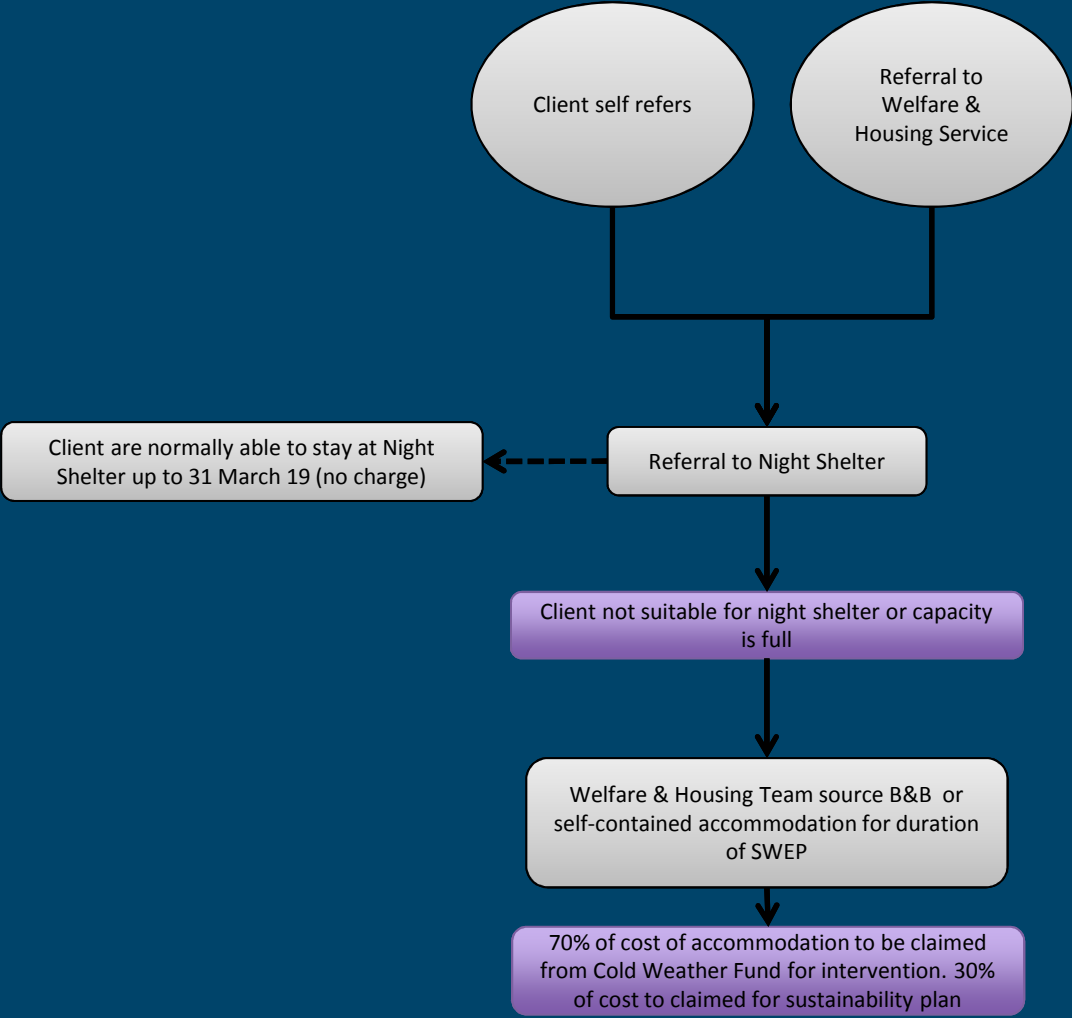 Client self refers
Referral to
Welfare &
Housing Service
Client are normally able to stay at Night
Shelter up to 31 March 19 (no charge)
Referral to Night Shelter
Client not suitable for night shelter or capacity
is full
Welfare & Housing Team source B&B or
self-contained accommodation for duration
of SWEP
70% of cost of accommodation to be claimed
from Cold Weather Fund for intervention. 30%
of cost to claimed for sustainability plan